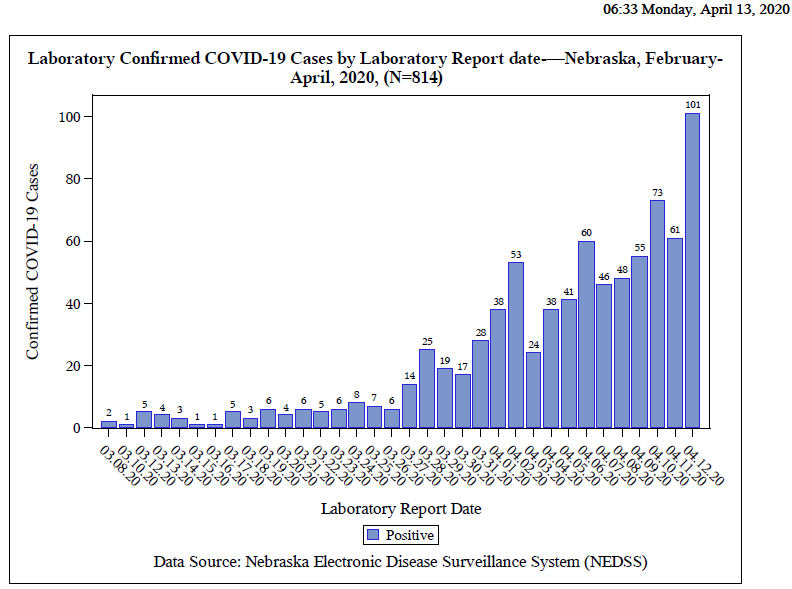 06:33 Monday, April 13, 2020
Laboratory Confirmed COVID-19 Cases by Laboratory Report date-—Nebraska, February-
April, 2020, (N=814)
Confirmed COVID-19 Cases
100
80
60
40
20
0
2 1 5 4 3 1 1 5 3 6 4 6 5 6 8 7 6 14 25 19 17 28 38 53 24 38 41 60 46 48 55 73 61 101
03.08.20 03.10.20 03.12.20 03.13.20 03.14.20 03.15.20 03.16.20 03.17.20 03.18.20 03.19.20 03.20.20 03.21.20 03.22.20 03.23.20 03.24.20 03.25.20 03.26.20 03.27.20 03.28.20 03.29.20 03.30.20 03.31.20 04.01.20 04.02.20 04.03.20 04.04.20 04.05.20 04.06.20 04.07.20 04.08.20 04.09.20 04.10.20 04.11.20 04.12.20
Laboratory Report Date
Positive
Data Source: Nebraska Electronic Disease Surveillance System (NEDSS)